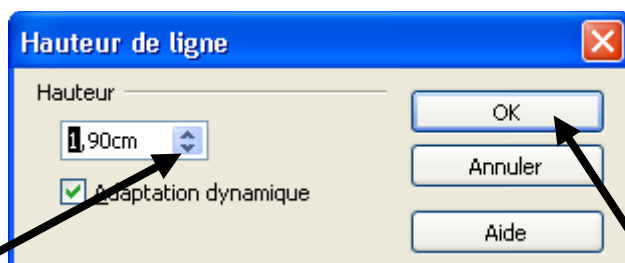 Hauteur de ligne
Hauteur
1,90cm
Adaptation dynamique
OK
Annuler
Aide